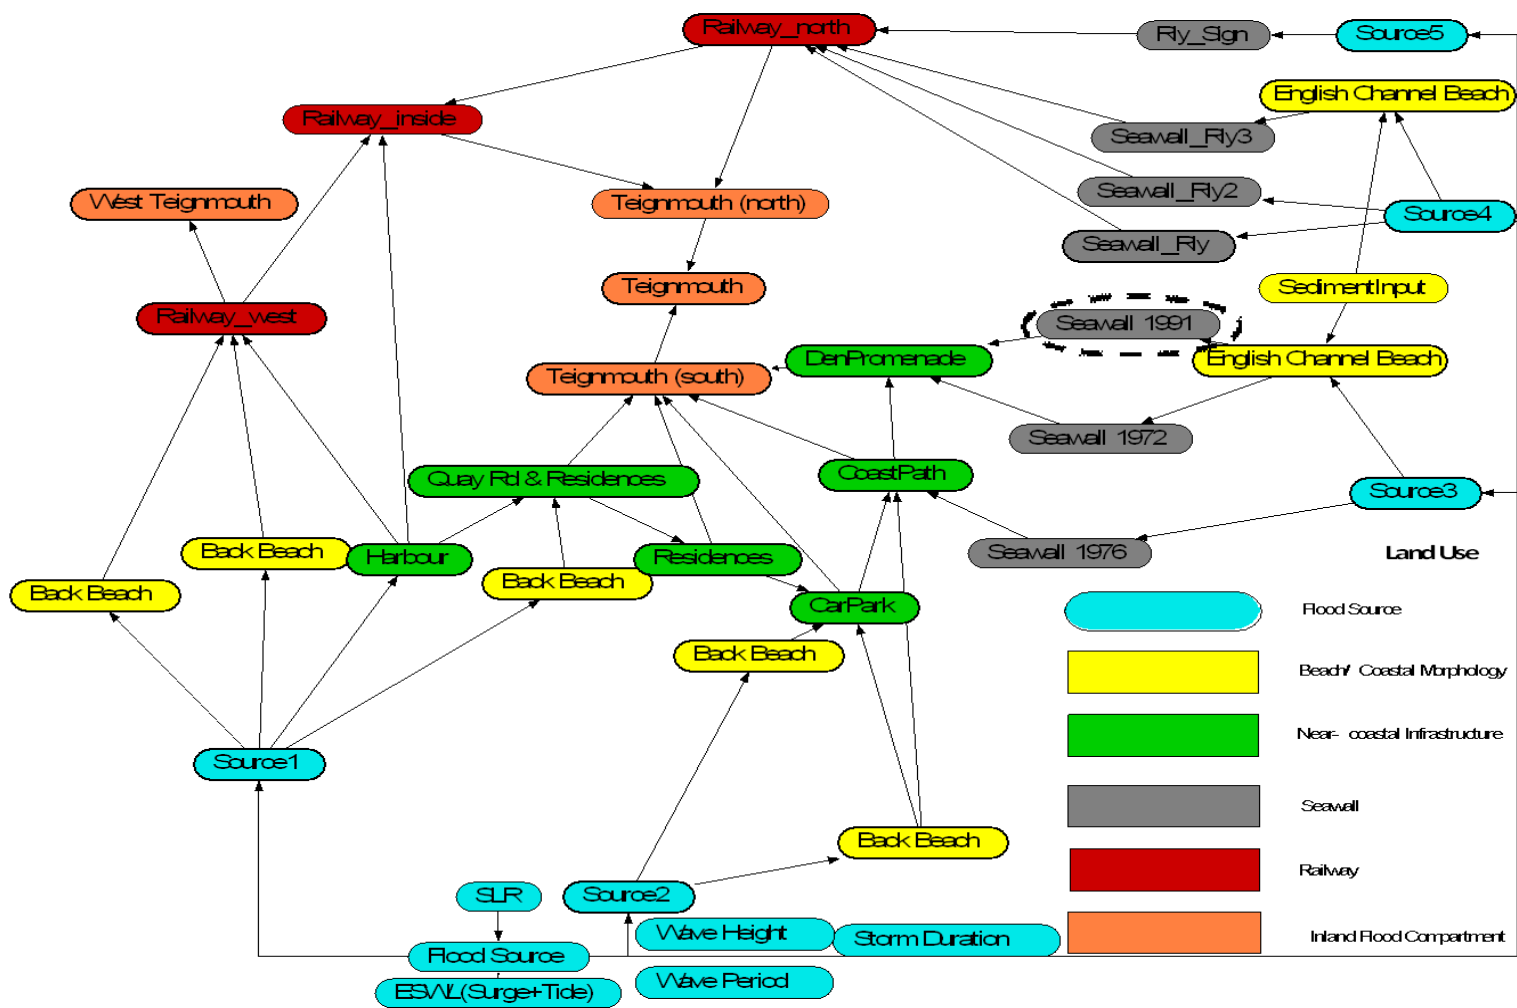 Railway_north
Rly_Sign
Source5
English Channel Beach
Railway_inside
Seawall_Rly3
West Teignmouth
Teignmouth (north)
Seawall_Rly2
Source4
Seawall_Rly
Teignmouth
SedimentInput
Railway_west
Seawall 1991
DenPromenade
English Channel Beach
Teignmouth (south)
Seawall 1972
Quay Rd & Residences
CoastPath
Source3
Back Beach
Harbour
Residences
Seawall 1976
Land Use
Back Beach
Back Beach
CarPark
Flood Source
Back Beach
Beach/ Coastal Morphology
Near- coastal Infrastructure
Source1
Seawall
Back Beach
Railway
SLR
Source2
Wave Height
Storm Duration
Inland Flood Compartment
Flood Source
Wave Period
ESWL(Surge+Tide)